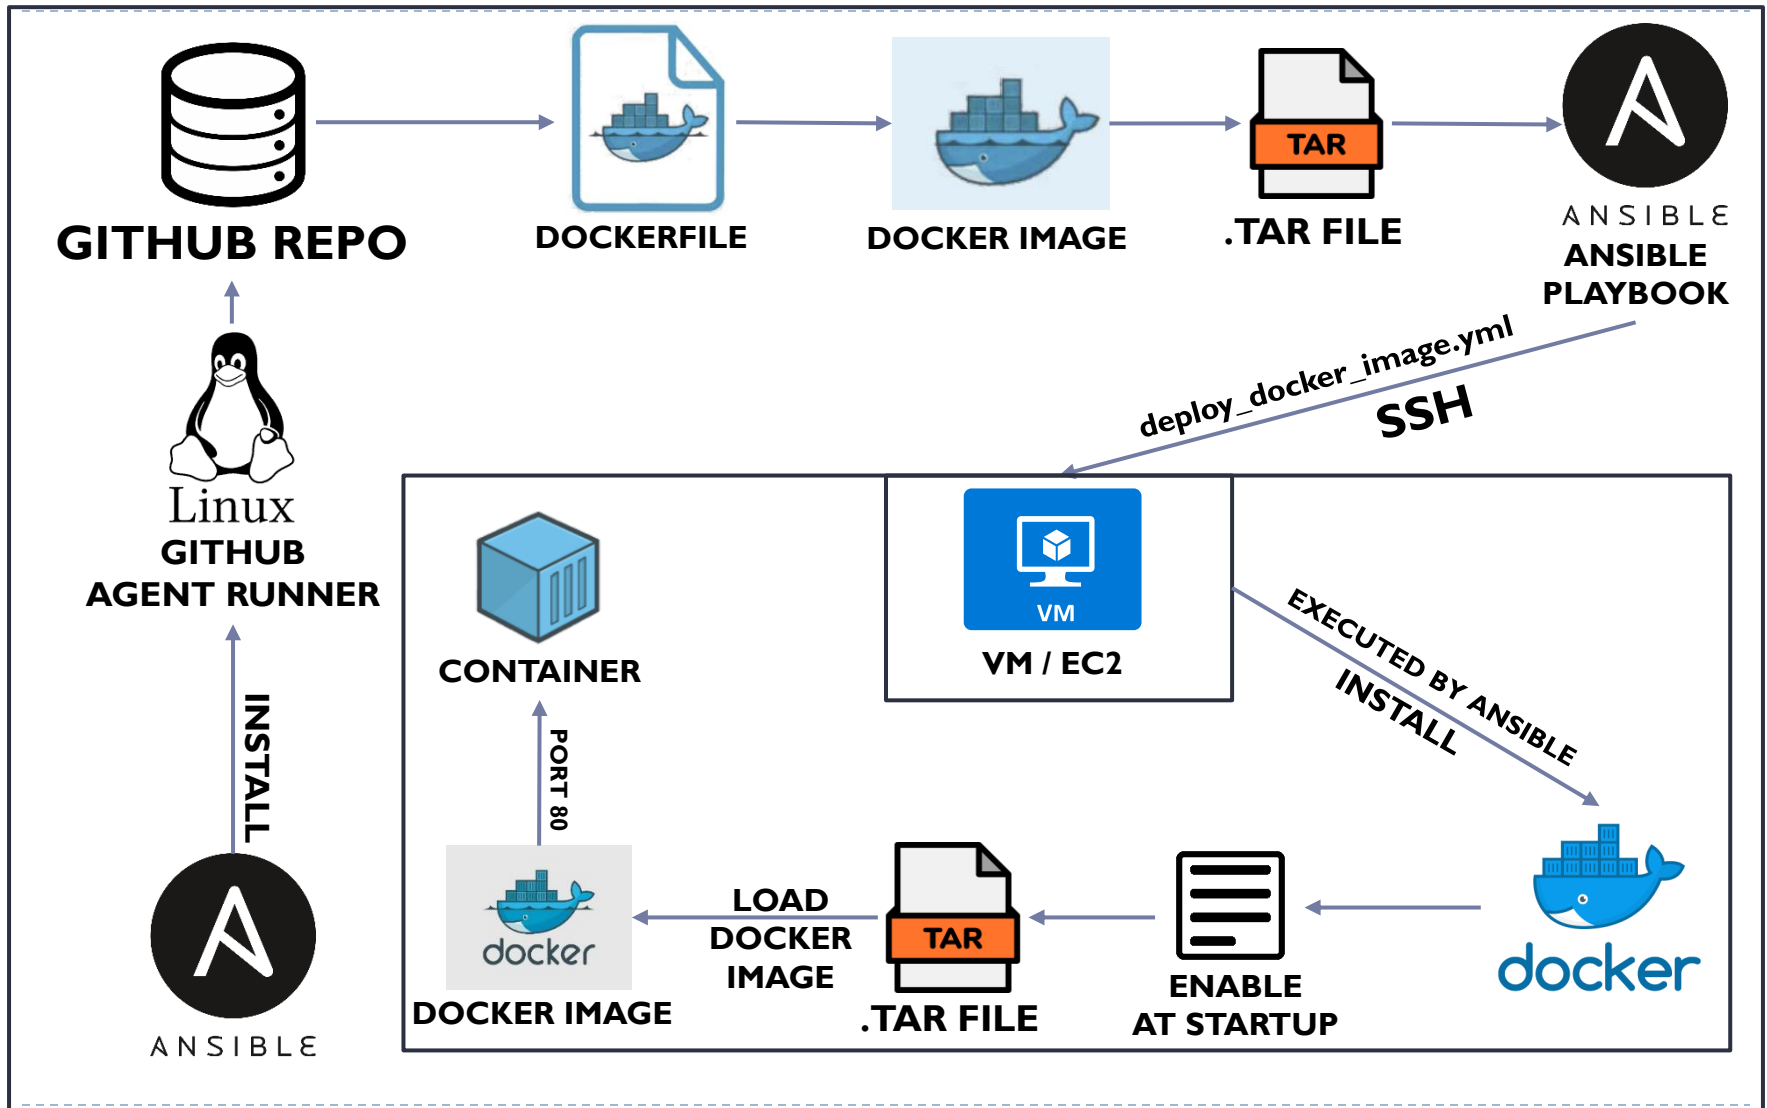 TAR
ANSIBLE
GITHUB REPO
DOCKERFILE
DOCKER IMAGE
.TAR FILE
ANSIBLE
PLAYBOOK
deploy_docker_image.yml
SSH
Linux
GITHUB
AGENT RUNNER
INSTALL
ANSIBLE
VM
VM / EC2
EXECUTED BY ANSIBLE
INSTALL
CONTAINER
PORT 80
docker
DOCKER IMAGE
LOAD
DOCKER
IMAGE
TAR
.TAR FILE
ENABLE
AT STARTUP
docker